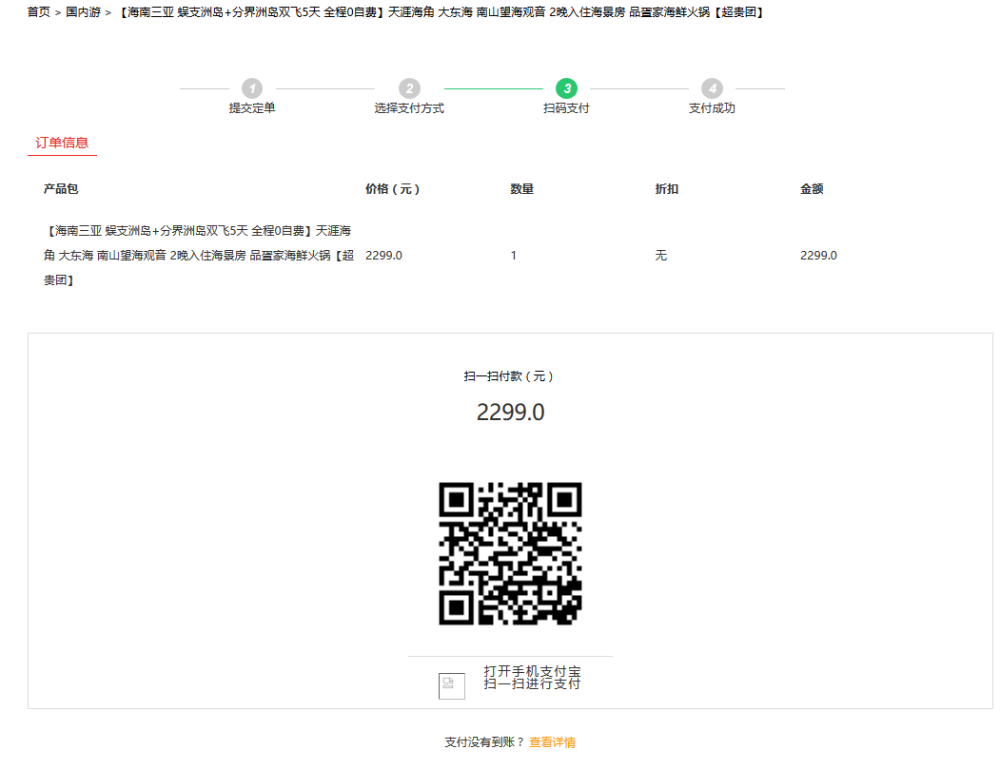 首页 > 国内游 > 【海南三亚 蜈支洲岛+分界洲岛双飞5天 全程0自费】天涯海角 大东海 南山望海观音 2晚入住海景房 品疍家海鲜火锅【超贵团】
1
2
3
4
提交定单
选择支付方式
扫码支付
支付成功
订单信息
产品包 价格（元） 数量 折扣 金额
【海南三亚 蜈支洲岛+分界洲岛双飞5天 全程0自费】天涯海
角 大东海 南山望海观音 2晚入住海景房 品疍家海鲜火锅【超 2299.0 1 无 2299.0
贵团】
扫一扫付款（元）
2299.0
打开手机支付宝
扫一扫进行支付
支付没有到账？ 查看详情